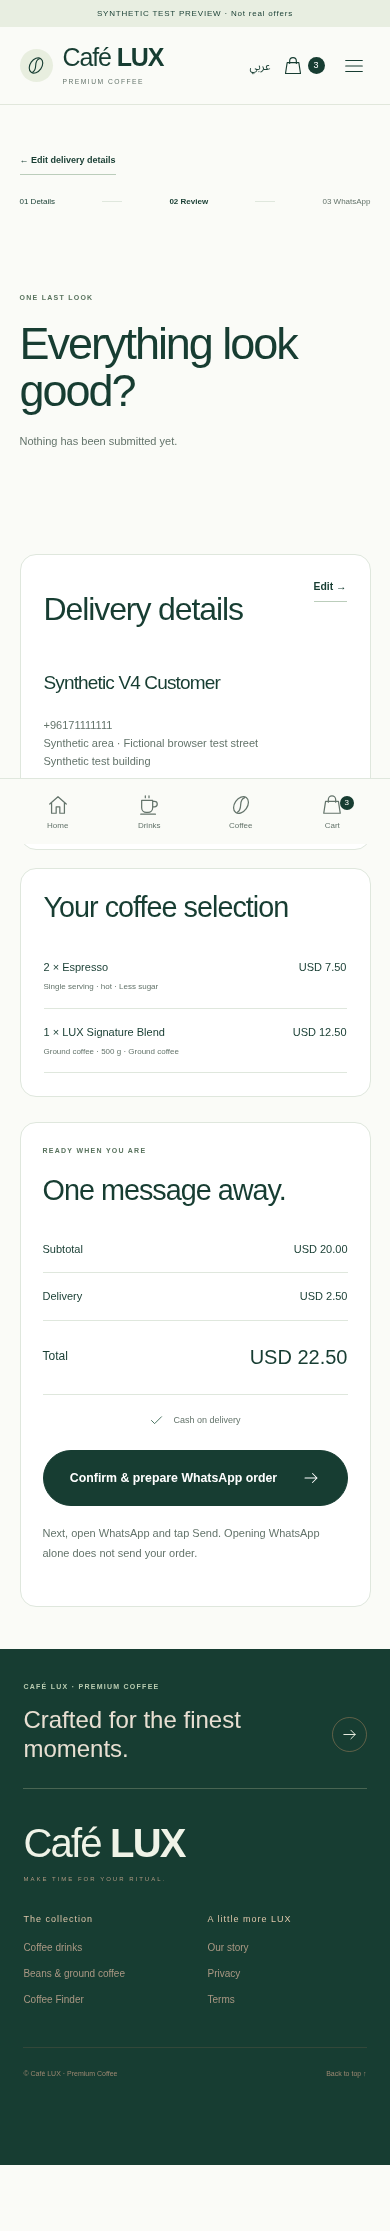 SYNTHETIC TEST PREVIEW · Not real offers
Café LUX
PREMIUM COFFEE
عربي
3
← Edit delivery details
01 Details
02 Review
03 WhatsApp
ONE LAST LOOK
Everything look
good?
Nothing has been submitted yet.
Edit →
Delivery details
Synthetic V4 Customer
+96171111111
Synthetic area · Fictional browser test street
Synthetic test building
3
Home
Drinks
Coffee
Cart
Your coffee selection
2 × Espresso
USD 7.50
Single serving · hot · Less sugar
1 × LUX Signature Blend
USD 12.50
Ground coffee · 500 g · Ground coffee
READY WHEN YOU ARE
One message away.
Subtotal
USD 20.00
Delivery
USD 2.50
Total
USD 22.50
Cash on delivery
Confirm & prepare WhatsApp order →
Next, open WhatsApp and tap Send. Opening WhatsApp
alone does not send your order.
CAFÉ LUX · PREMIUM COFFEE
Crafted for the finest
moments.
Café LUX
MAKE TIME FOR YOUR RITUAL.
The collection
A little more LUX
Coffee drinks
Our story
Beans & ground coffee
Privacy
Coffee Finder
Terms
© Café LUX · Premium Coffee
Back to top ↑